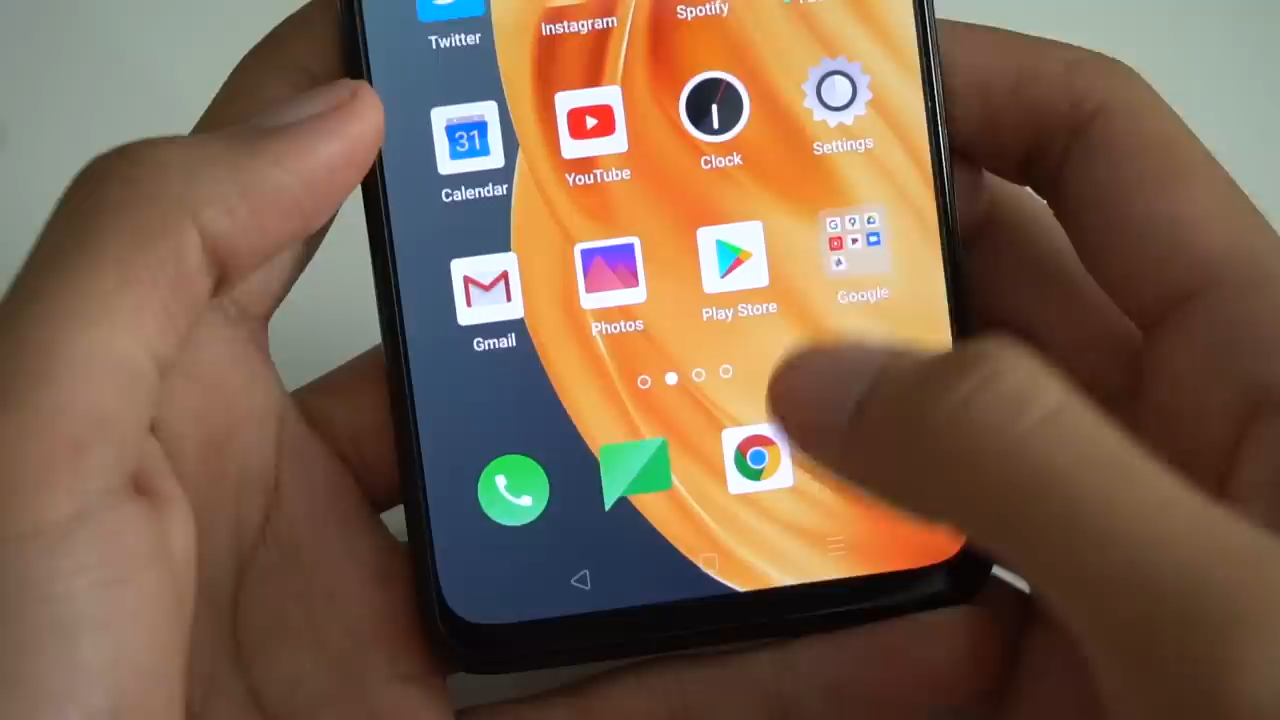 Twitter
Instagram
Spotify
31
Calendar
YouTube
Clock
Settings
Gmail
Photos
Play Store
Google